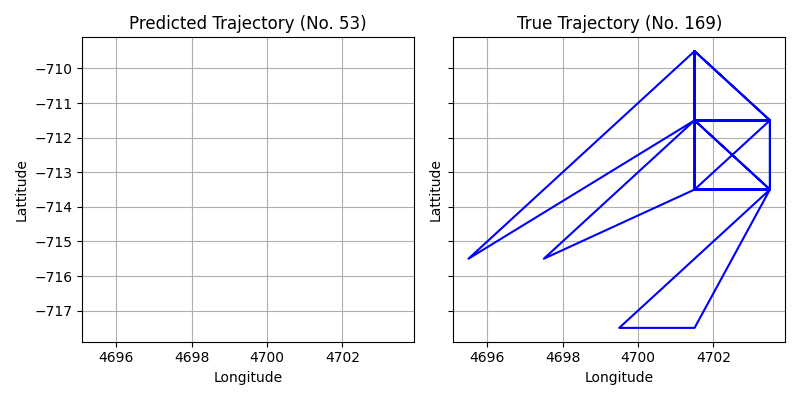 Predicted Trajectory (No. 53)
True Trajectory (No. 169)
Lattitude
−710
−711
−712
−713
−714
−715
−716
−717
4696 4698 4700 4702
Longitude
Lattitude
4696 4698 4700 4702
Longitude